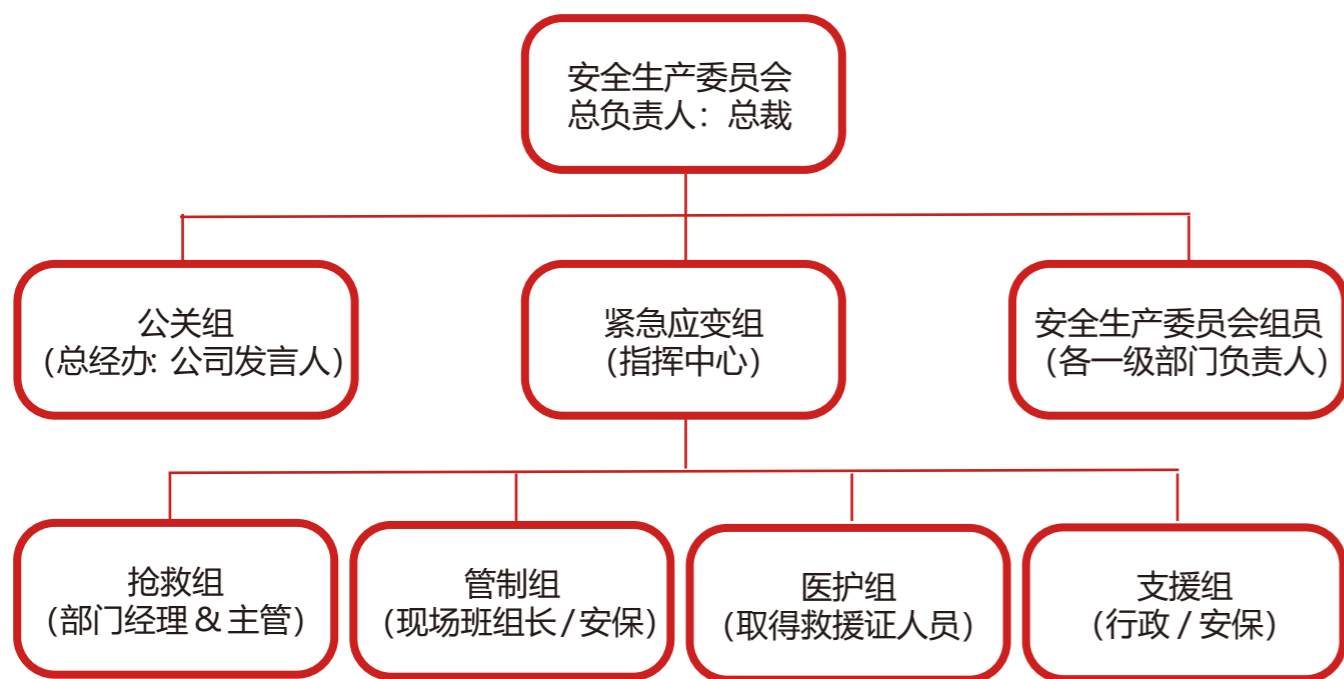 安全生产委员会
总负责人：总裁
公关组
（总经办：公司发言人）
紧急应变组
（指挥中心）
安全生产委员会组员
（各一级部门负责人）
抢救组
（部门经理 & 主管）
管制组
（现场班组长 / 安保）
医护组
（取得救援证人员）
支援组
（行政 / 安保）